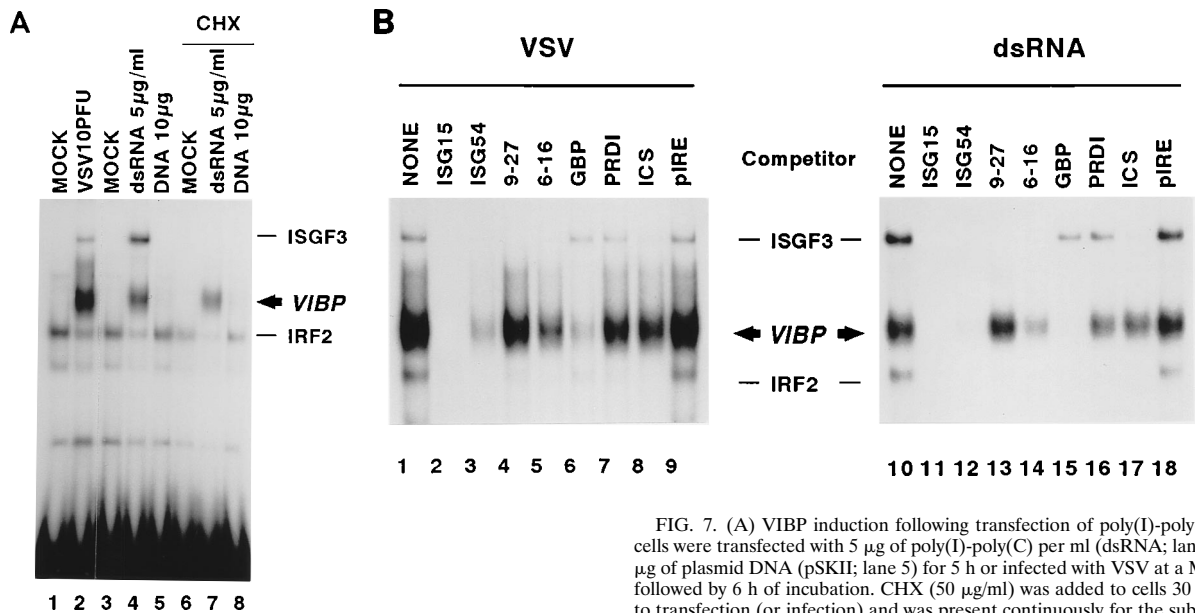 A
CHX
MOCK
VSV10PFU
MOCK
dsRNA 5µg/ml
DNA 10µg
MOCK
dsRNA 5µg/ml
DNA 10µg
ISGF3
VIBP
IRF2
1 2 3 4 5 6 7 8
B
VSV
dsRNA
NONE
ISG15
ISG54
9-27
6-16
GBP
PRDI
ICS
pIRE
Competitor
NONE
ISG15
ISG54
9-27
6-16
GBP
PRDI
ICS
pIRE
ISGF3
VIBP
IRF2
1 2 3 4 5 6 7 8 9
10 11 12 13 14 15 16 17 18
FIG. 7. (A) VIBP induction following transfection of poly(I)-poly
cells were transfected with 5 µg of poly(I)-poly(C) per ml (dsRNA; lan
µg of plasmid DNA (pSKII; lane 5) for 5 h or infected with VSV at a M
followed by 6 h of incubation. CHX (50 µg/ml) was added to cells 30
to transfection (or infection) and was present continuously for the sub